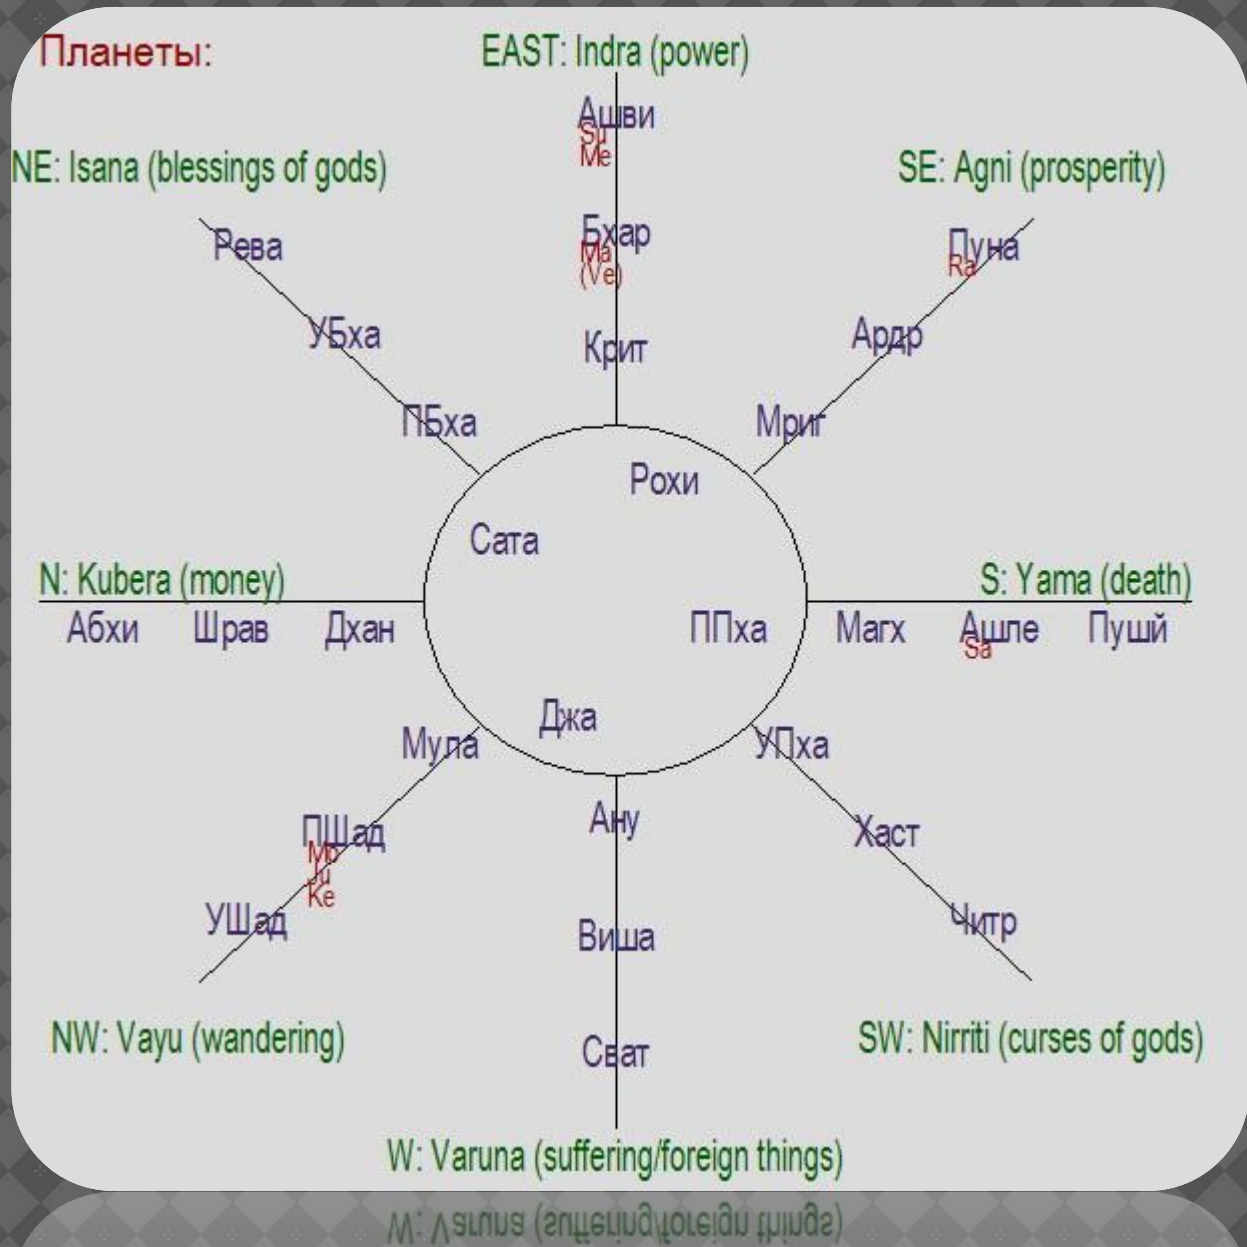 Планеты:
EAST: Indra (power)
Ашви
Su
Me
NE: Isana (blessings of gods)
SE: Agni (prosperity)
Рева
Бхар
Ma
(Ve)
Пуна
Ra
УБха
Крит
Ардр
ПБха
Мриг
Рохи
Сата
N: Kubera (money)
S: Yama (death)
Абхи Шрав Дхан
ППха
Магх Ашле Пушй
Sa
Джа
Мула
УПха
Ану
ПШад
Mo
Ju
Ke
Хаст
УШад
Виша
Читр
NW: Vayu (wandering)
SW: Nirriti (curses of gods)
Сват
W: Varuna (suffering/foreign things)